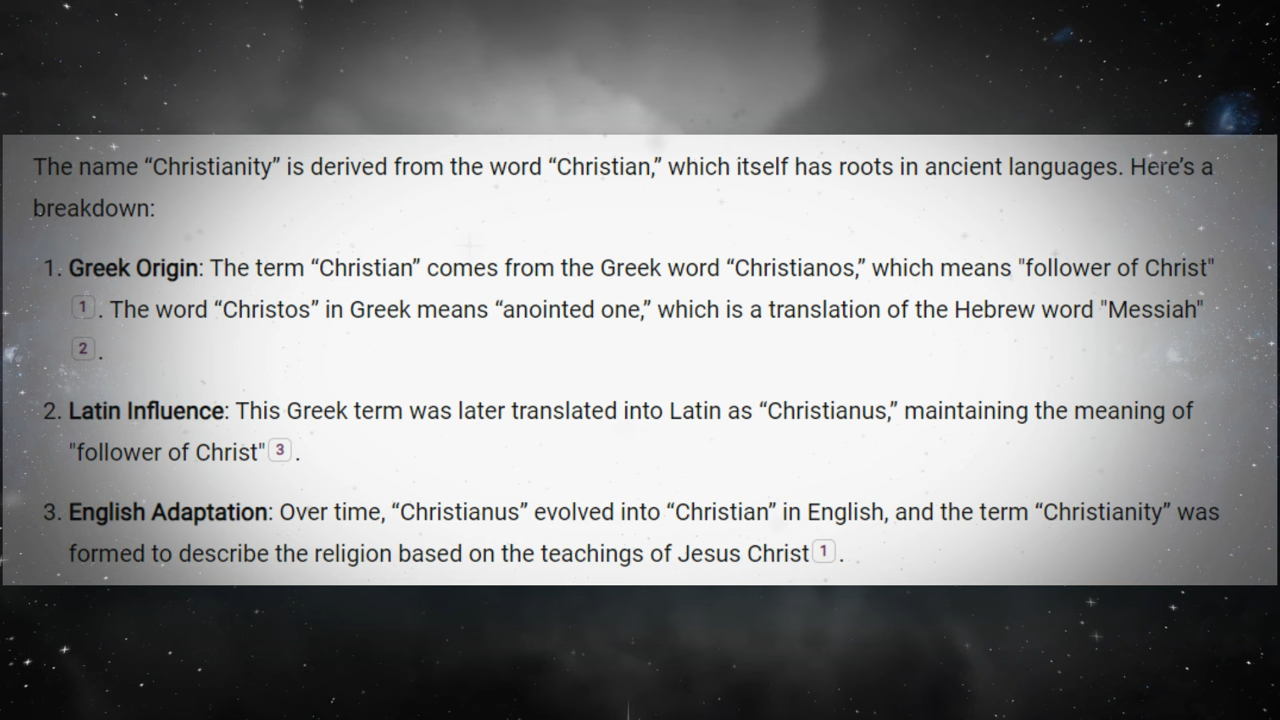 The name “Christianity” is derived from the word “Christian,” which itself has roots in ancient languages. Here’s a
breakdown:
1. Greek Origin: The term “Christian” comes from the Greek word “Christianos,” which means "follower of Christ"
1 . The word “Christos” in Greek means “anointed one,” which is a translation of the Hebrew word "Messiah"
2 .
2. Latin Influence: This Greek term was later translated into Latin as “Christianus,” maintaining the meaning of
"follower of Christ" 3 .
3. English Adaptation: Over time, “Christianus” evolved into “Christian” in English, and the term “Christianity” was
formed to describe the religion based on the teachings of Jesus Christ 1 .